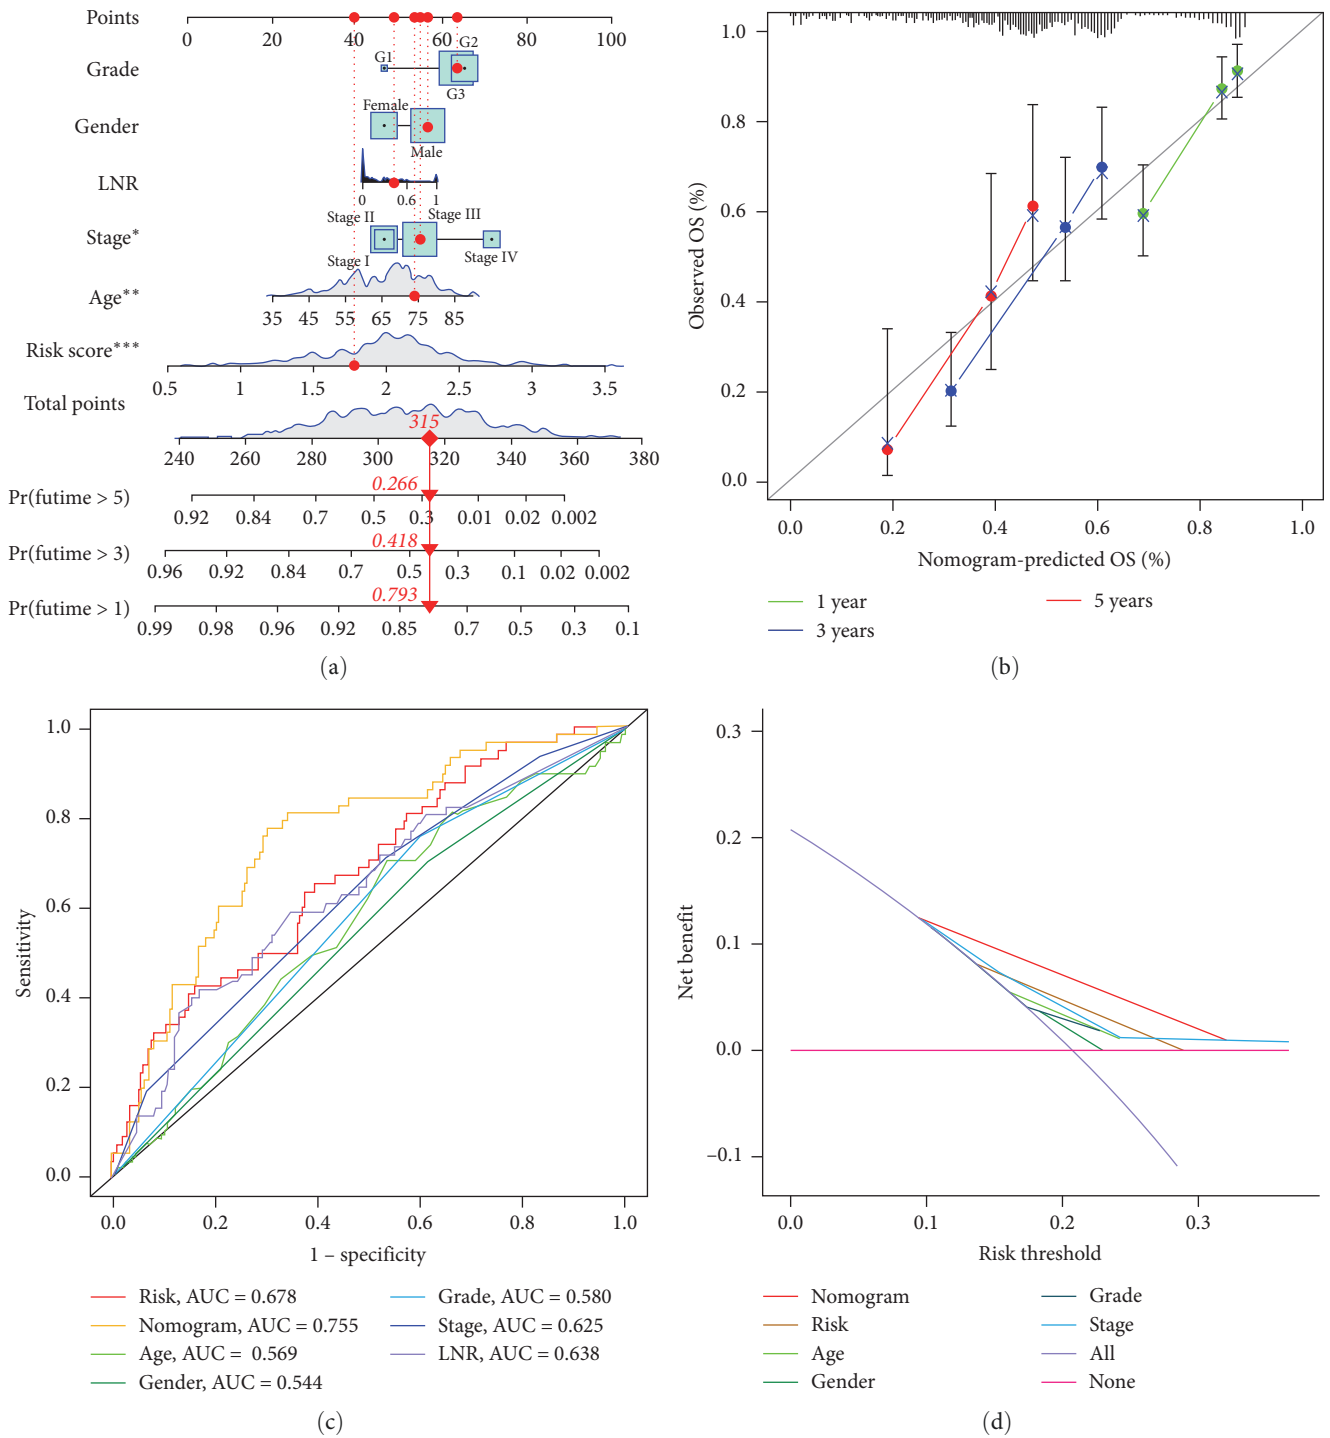 Points
0 20 40 60 80 100
G1 G2
Grade
G3
Female
Gender
Male
LNR
0 0.6 1
Stage II Stage III
Stage*
Stage I Stage IV
Age**
35 45 55 65 75 85
Risk score***
0.5 1 1.5 2 2.5 3 3.5
Total points
315
240 260 280 300 320 340 360 380
0.266
Pr(futime > 5)
0.92 0.84 0.7 0.5 0.3 0.01 0.02 0.002
0.418
Pr(futime > 3)
0.96 0.92 0.84 0.7 0.5 0.3 0.1 0.02 0.002
0.793
Pr(futime > 1)
0.99 0.98 0.96 0.92 0.85 0.7 0.5 0.3 0.1
(a)
Observed OS (%)
1.0
0.8
0.6
0.4
0.2
0.0
0.0 0.2 0.4 0.6 0.8 1.0
Nomogram-predicted OS (%)
1 year 5 years
3 years
(b)
Sensitivity
1.0
0.8
0.6
0.4
0.2
0.0
0.0 0.2 0.4 0.6 0.8 1.0
1 – specificity
Risk, AUC = 0.678
Nomogram, AUC = 0.755
Age, AUC = 0.569
Gender, AUC = 0.544
Grade, AUC = 0.580
Stage, AUC = 0.625
LNR, AUC = 0.638
(c)
Net benefit
0.3
0.2
0.1
0.0
–0.1
0.0 0.1 0.2 0.3
Risk threshold
Nomogram
Risk
Age
Gender
Grade
Stage
All
None
(d)